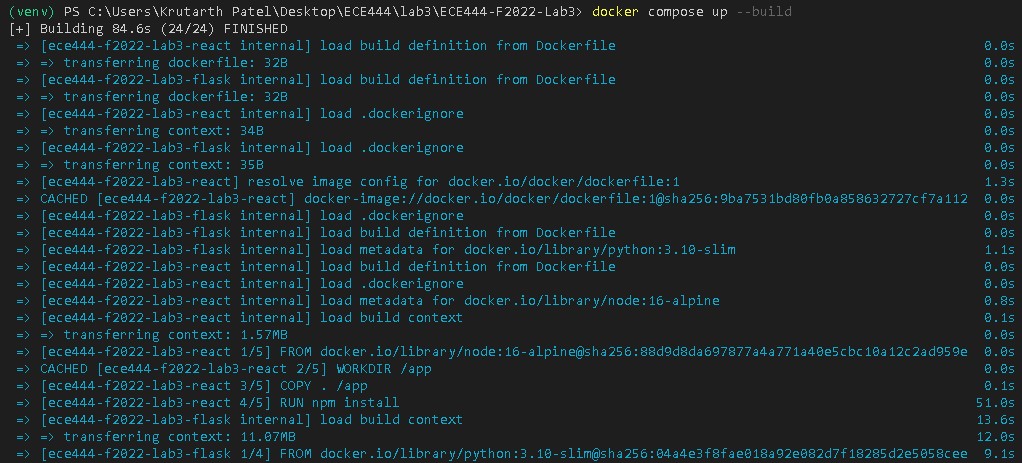 (venv) PS C:\Users\Krutarth Patel\Desktop\ECE444\lab3\ECE444-F2022-Lab3> docker compose up --build
[+] Building 84.6s (24/24) FINISHED
=> [ece444-f2022-lab3-react internal] load build definition from Dockerfile 0.0s
=> => transferring dockerfile: 32B 0.0s
=> [ece444-f2022-lab3-flask internal] load build definition from Dockerfile 0.0s
=> => transferring dockerfile: 32B 0.0s
=> [ece444-f2022-lab3-react internal] load .dockerignore 0.0s
=> => transferring context: 34B 0.0s
=> [ece444-f2022-lab3-flask internal] load .dockerignore 0.0s
=> => transferring context: 35B 0.0s
=> [ece444-f2022-lab3-react] resolve image config for docker.io/docker/dockerfile:1 1.3s
=> CACHED [ece444-f2022-lab3-react] docker-image://docker.io/docker/dockerfile:1@sha256:9ba7531bd80fb0a858632727cf7a112 0.0s
=> [ece444-f2022-lab3-flask internal] load .dockerignore 0.0s
=> [ece444-f2022-lab3-flask internal] load build definition from Dockerfile 0.0s
=> [ece444-f2022-lab3-flask internal] load metadata for docker.io/library/python:3.10-slim 1.1s
=> [ece444-f2022-lab3-react internal] load build definition from Dockerfile 0.0s
=> [ece444-f2022-lab3-react internal] load .dockerignore 0.0s
=> [ece444-f2022-lab3-react internal] load metadata for docker.io/library/node:16-alpine 0.8s
=> [ece444-f2022-lab3-react internal] load build context 0.1s
=> => transferring context: 1.57MB 0.0s
=> [ece444-f2022-lab3-react 1/5] FROM docker.io/library/node:16-alpine@sha256:88d9d8da697877a4a771a40e5cbc10a12c2ad959e 0.0s
=> CACHED [ece444-f2022-lab3-react 2/5] WORKDIR /app 0.0s
=> [ece444-f2022-lab3-react 3/5] COPY . /app 0.1s
=> [ece444-f2022-lab3-react 4/5] RUN npm install 51.0s
=> [ece444-f2022-lab3-flask internal] load build context 13.6s
=> => transferring context: 11.07MB 12.0s
=> [ece444-f2022-lab3-flask 1/4] FROM docker.io/library/python:3.10-slim@sha256:04a4e3f8fae018a92e082d7f18285d2e5058cee 9.1s